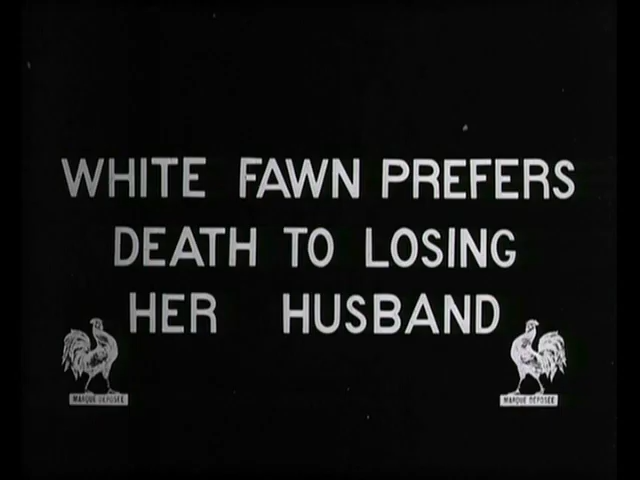 WHITE FAWN PREFERS
DEATH TO LOSING
HER HUSBAND
MARQUE DÉPOSÉE
MARQUE DÉPOSÉE